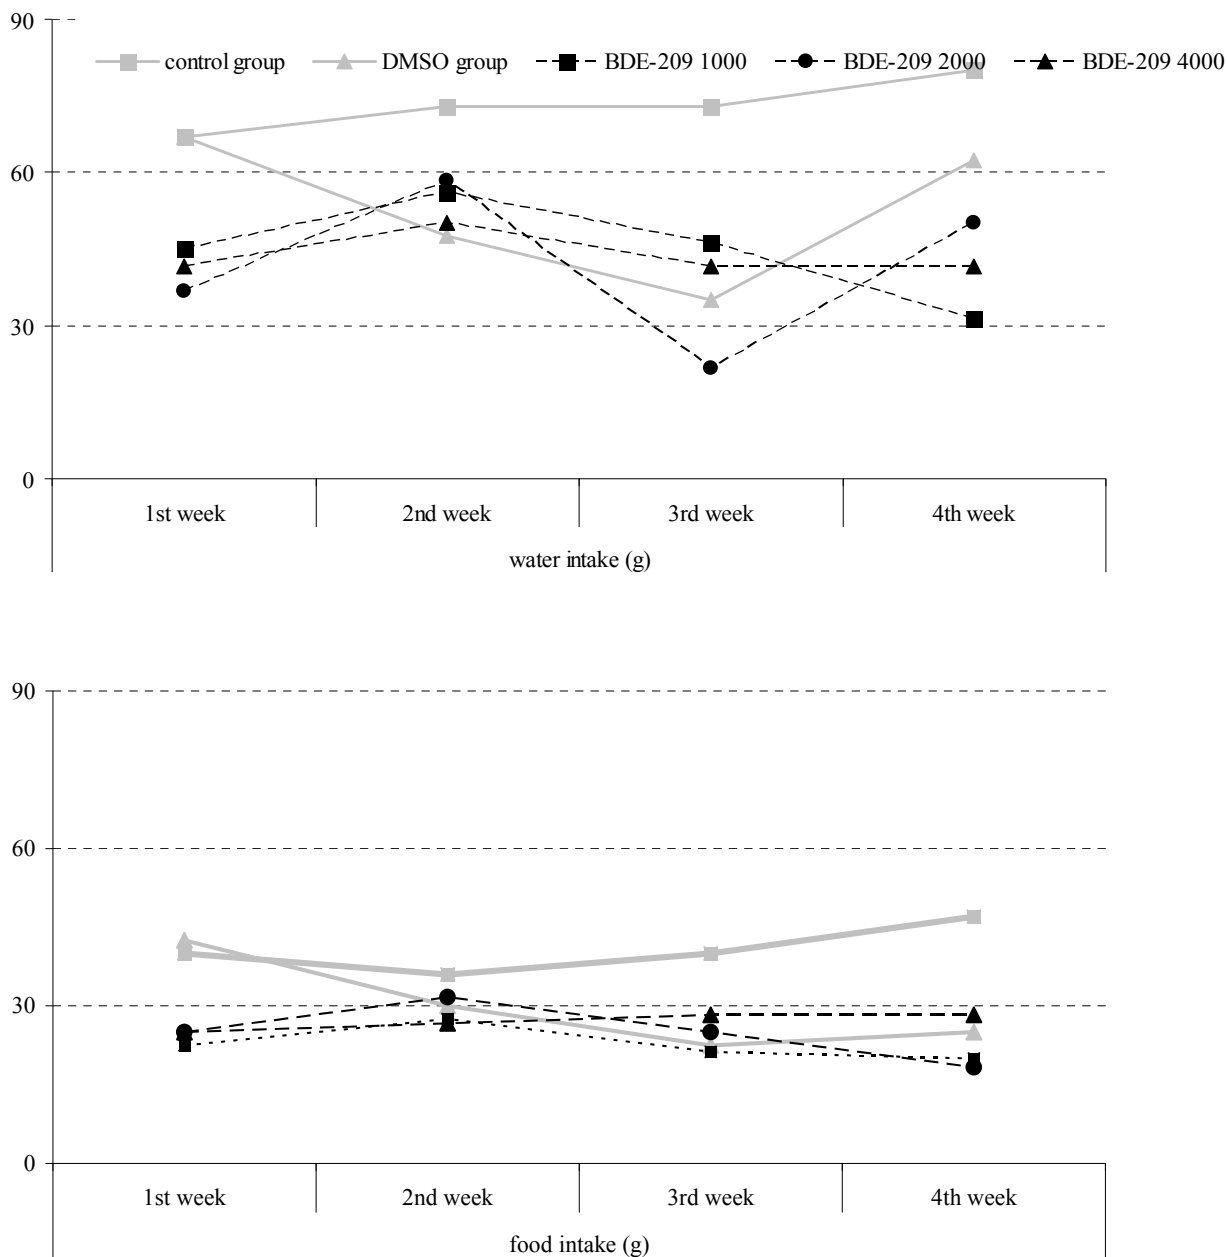 90
control group DMSO group BDE-209 1000 BDE-209 2000 BDE-209 4000
60
30
0
1st week 2nd week 3rd week 4th week
water intake (g)
90
60
30
0
1st week 2nd week 3rd week 4th week
food intake (g)